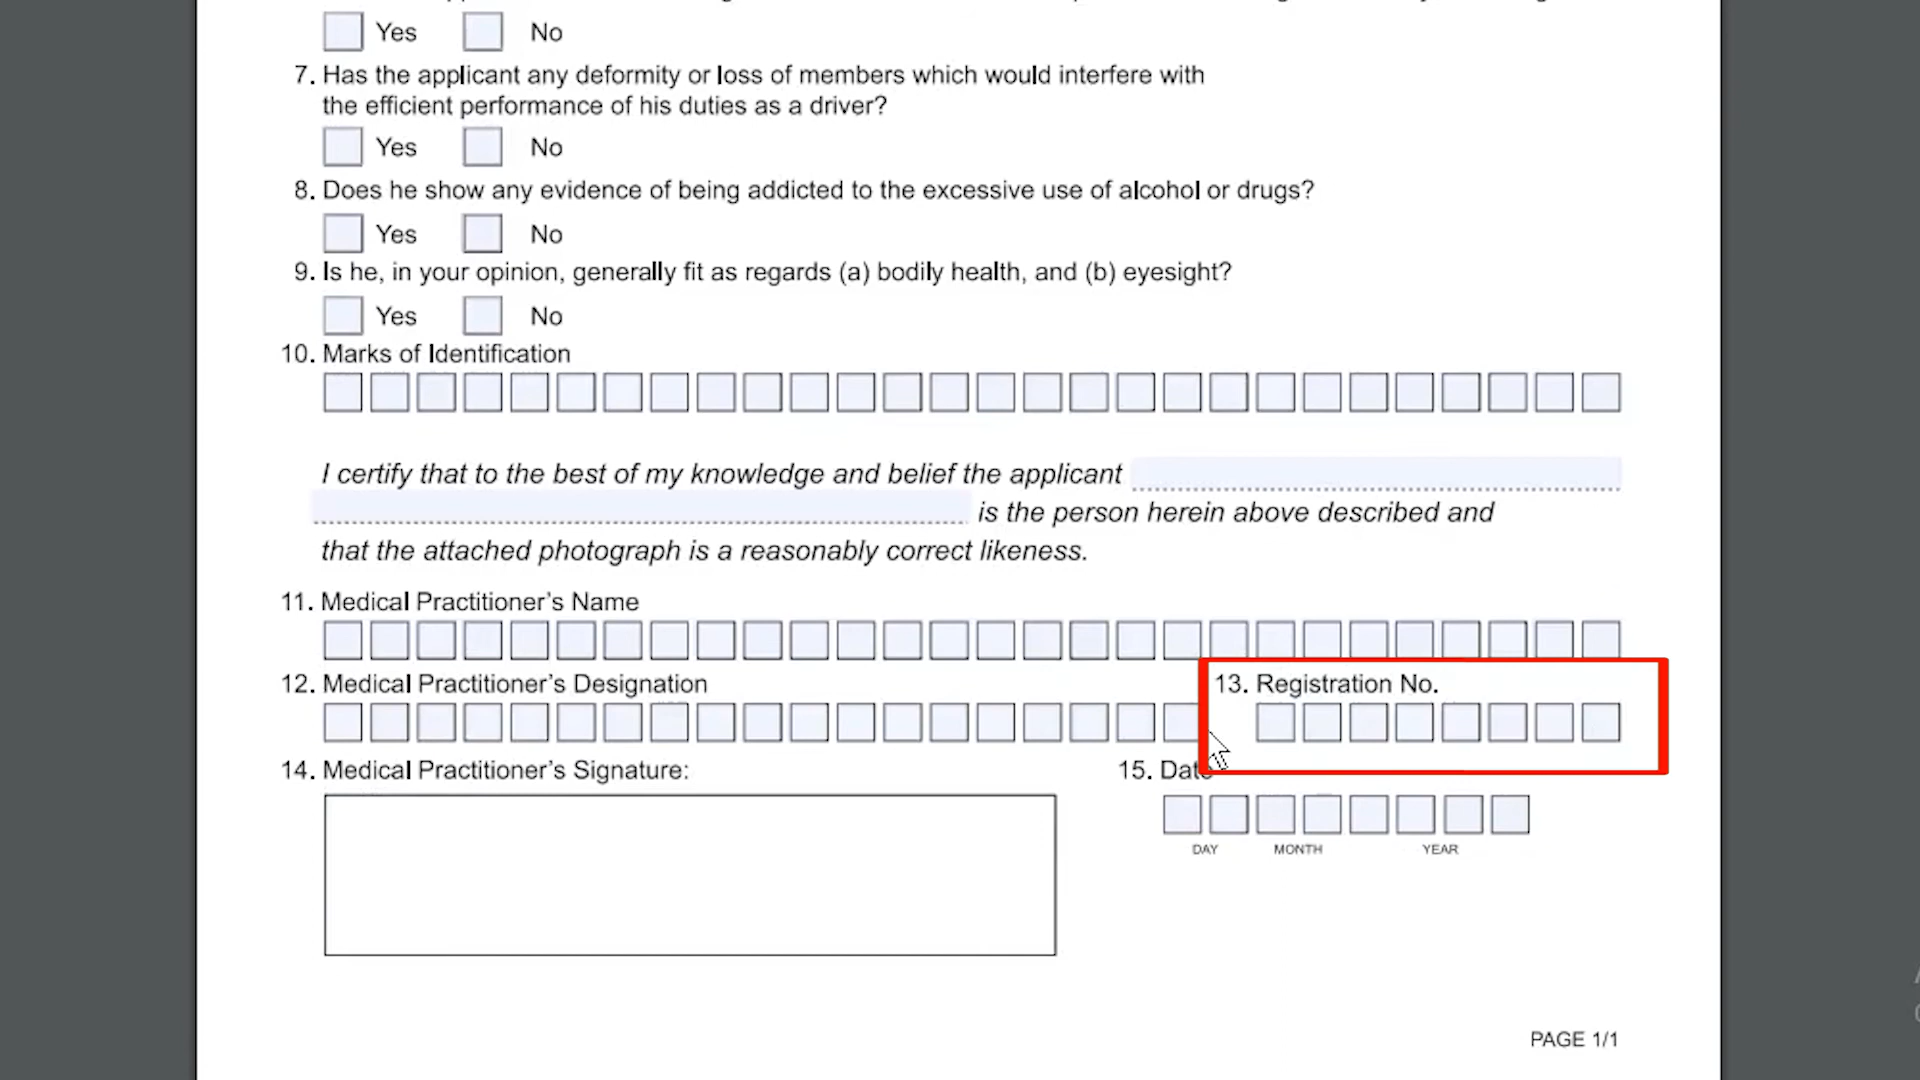 Yes No
7. Has the applicant any deformity or loss of members which would interfere with
the efficient performance of his duties as a driver?
Yes No
8. Does he show any evidence of being addicted to the excessive use of alcohol or drugs?
Yes No
9. Is he, in your opinion, generally fit as regards (a) bodily health, and (b) eyesight?
Yes No
10. Marks of Identification
I certify that to the best of my knowledge and belief the applicant
is the person herein above described and
that the attached photograph is a reasonably correct likeness.
11. Medical Practitioner’s Name
12. Medical Practitioner’s Designation 13. Registration No.
14. Medical Practitioner’s Signature: 15. Date
DAY MONTH YEAR
PAGE 1/1